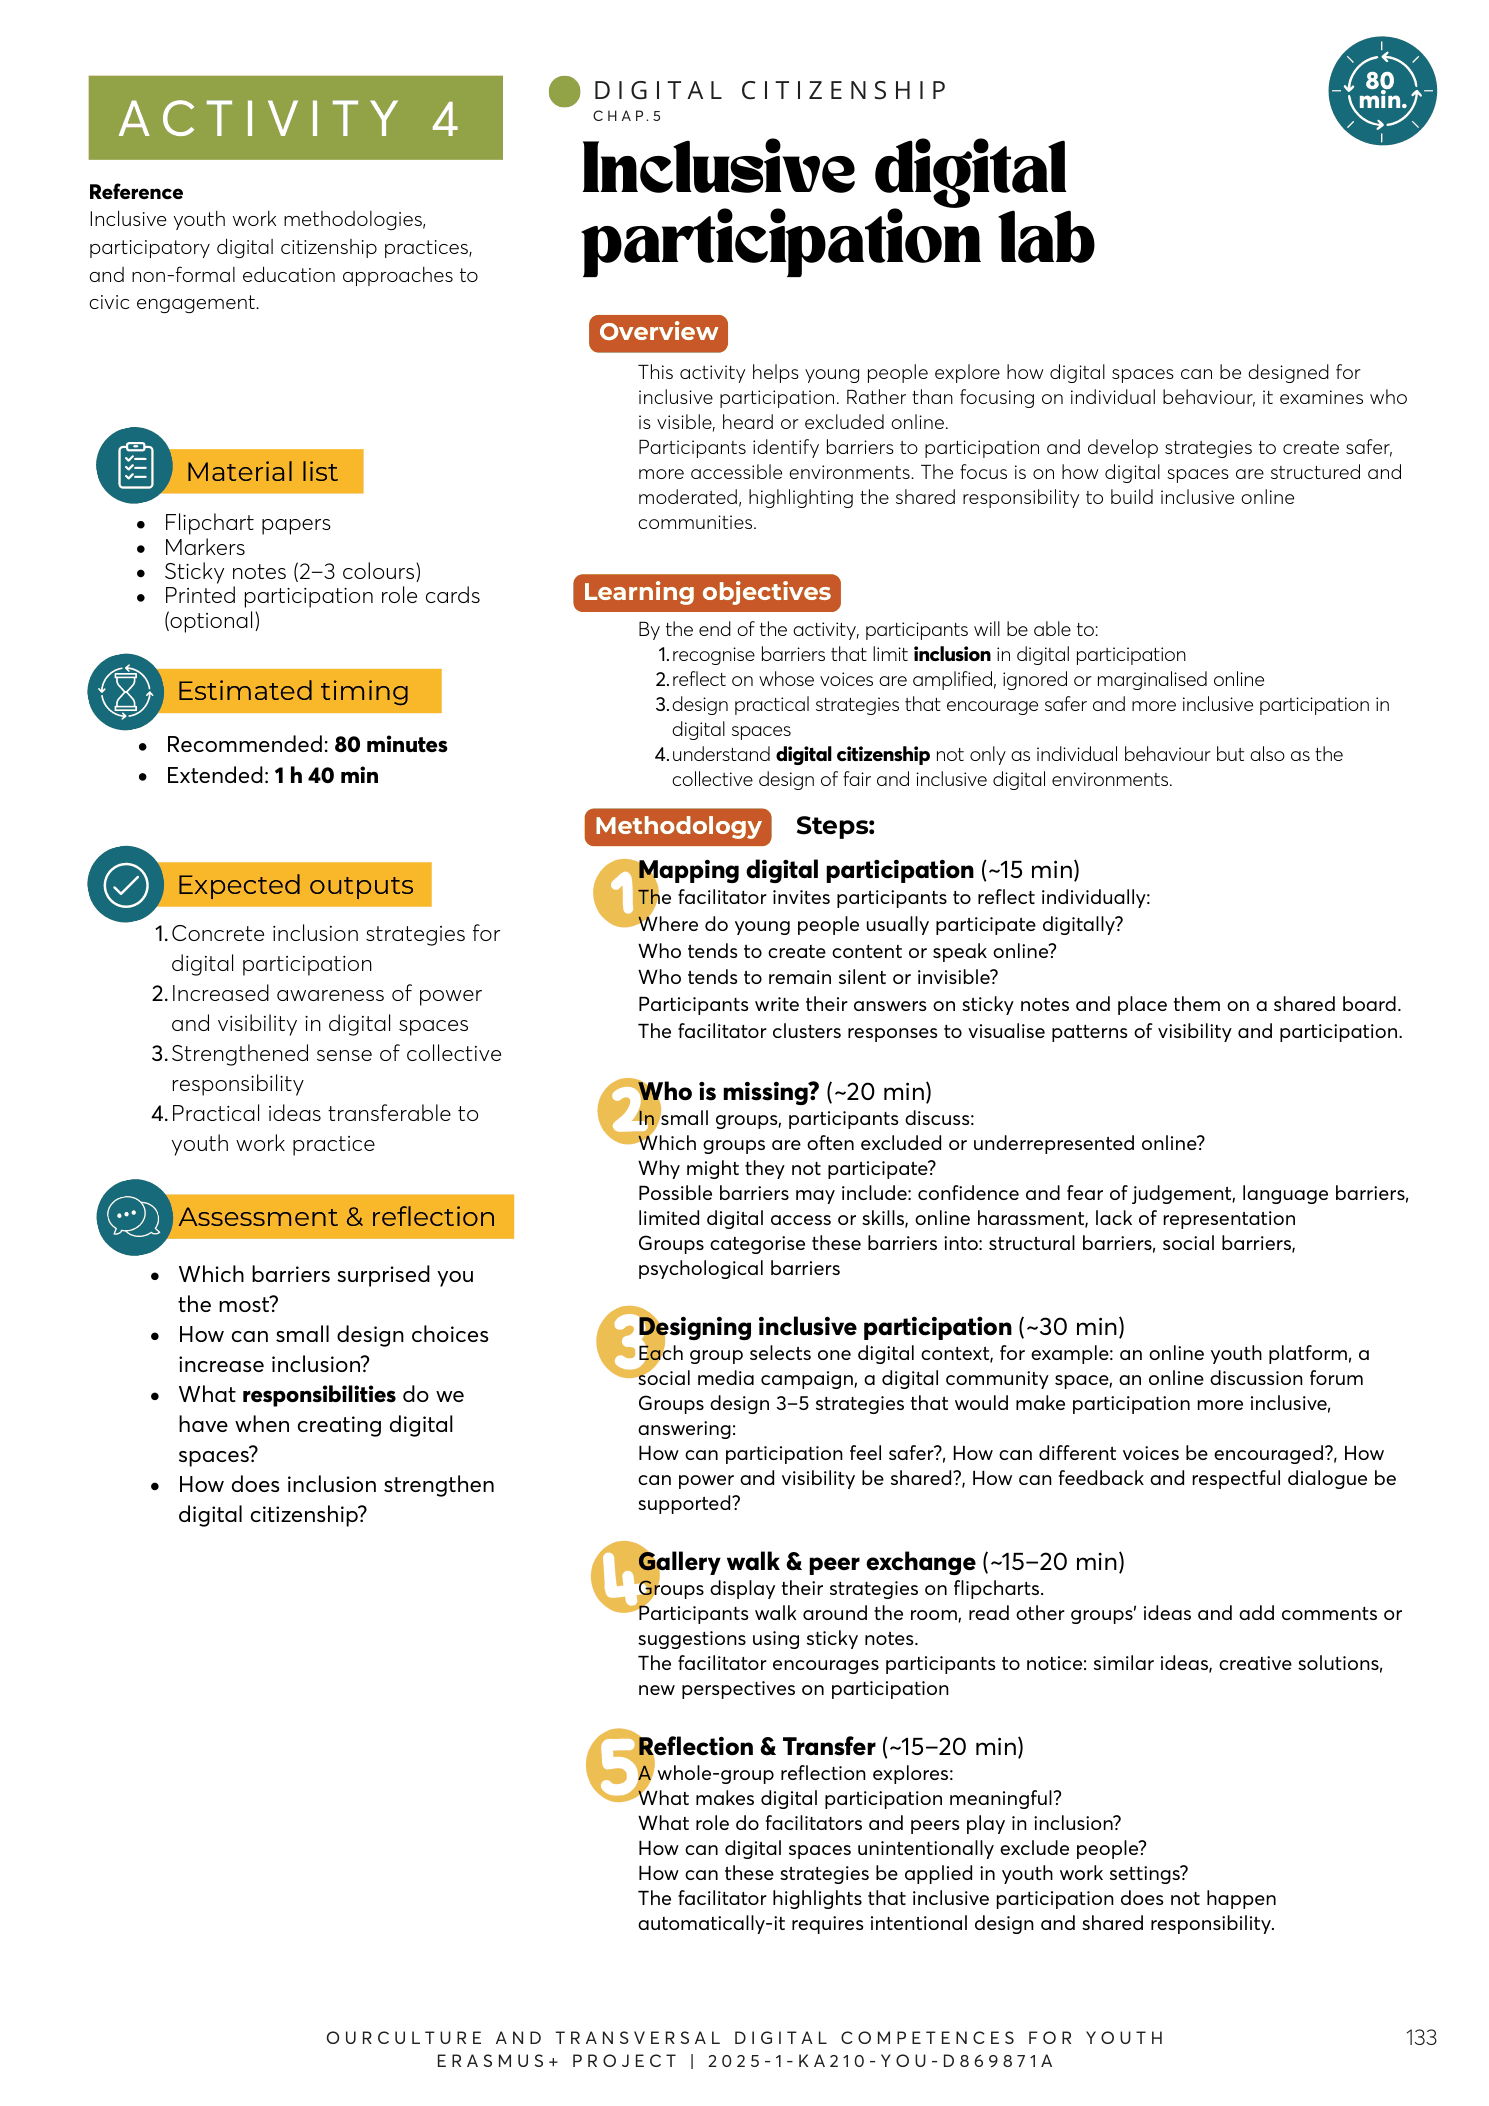 ACTIVITY 4
Reference
Inclusive youth work methodologies,
participatory digital citizenship practices,
and non-formal education approaches to
civic engagement.
Material list
• Flipchart papers
• Markers
• Sticky notes (2–3 colours)
• Printed participation role cards
(optional)
Estimated timing
• Recommended: 80 minutes
• Extended: 1 h 40 min
Expected outputs
1. Concrete inclusion strategies for
digital participation
2. Increased awareness of power
and visibility in digital spaces
3. Strengthened sense of collective
responsibility
4. Practical ideas transferable to
youth work practice
Assessment & reflection
• Which barriers surprised you
the most?
• How can small design choices
increase inclusion?
• What responsibilities do we
have when creating digital
spaces?
• How does inclusion strengthen
digital citizenship?
DIGITAL CITIZENSHIP
CHAP.5
80
min.
Inclusive digital
participation lab
Overview
This activity helps young people explore how digital spaces can be designed for
inclusive participation. Rather than focusing on individual behaviour, it examines who
is visible, heard or excluded online.
Participants identify barriers to participation and develop strategies to create safer,
more accessible environments. The focus is on how digital spaces are structured and
moderated, highlighting the shared responsibility to build inclusive online
communities.
Learning objectives
By the end of the activity, participants will be able to:
1. recognise barriers that limit inclusion in digital participation
2. reflect on whose voices are amplified, ignored or marginalised online
3. design practical strategies that encourage safer and more inclusive participation in
digital spaces
4. understand digital citizenship not only as individual behaviour but also as the
collective design of fair and inclusive digital environments.
Methodology Steps:
1 Mapping digital participation (~15 min)
The facilitator invites participants to reflect individually:
Where do young people usually participate digitally?
Who tends to create content or speak online?
Who tends to remain silent or invisible?
Participants write their answers on sticky notes and place them on a shared board.
The facilitator clusters responses to visualise patterns of visibility and participation.
2 Who is missing? (~20 min)
In small groups, participants discuss:
Which groups are often excluded or underrepresented online?
Why might they not participate?
Possible barriers may include: confidence and fear of judgement, language barriers,
limited digital access or skills, online harassment, lack of representation
Groups categorise these barriers into: structural barriers, social barriers,
psychological barriers
3 Designing inclusive participation (~30 min)
Each group selects one digital context, for example: an online youth platform, a
social media campaign, a digital community space, an online discussion forum
Groups design 3–5 strategies that would make participation more inclusive,
answering:
How can participation feel safer?, How can different voices be encouraged?, How
can power and visibility be shared?, How can feedback and respectful dialogue be
supported?
4 Gallery walk & peer exchange (~15–20 min)
Groups display their strategies on flipcharts.
Participants walk around the room, read other groups' ideas and add comments or
suggestions using sticky notes.
The facilitator encourages participants to notice: similar ideas, creative solutions,
new perspectives on participation
5 Reflection & Transfer (~15–20 min)
A whole-group reflection explores:
What makes digital participation meaningful?
What role do facilitators and peers play in inclusion?
How can digital spaces unintentionally exclude people?
How can these strategies be applied in youth work settings?
The facilitator highlights that inclusive participation does not happen
automatically-it requires intentional design and shared responsibility.
OURCULTURE AND TRANSVERSAL DIGITAL COMPETENCES FOR YOUTH
ERASMUS+ PROJECT | 2025-1-KA210-YOU-D869871A
133